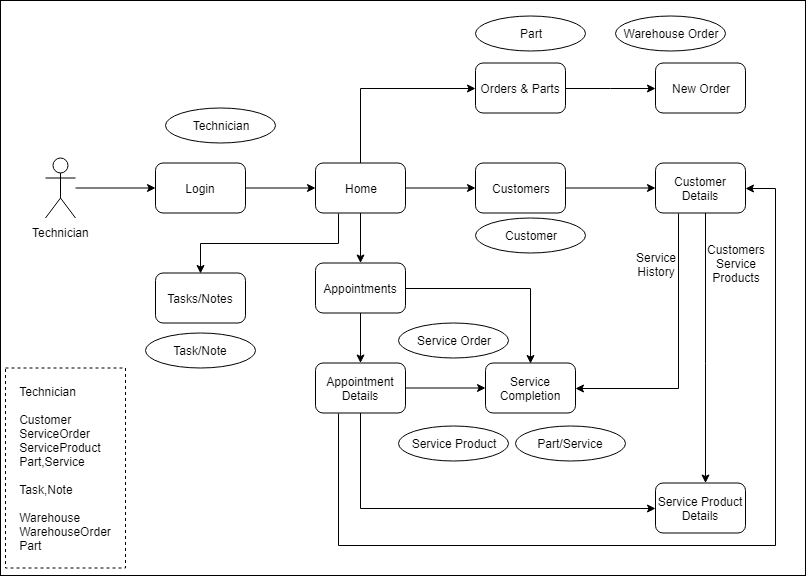 Part
Warehouse Order
Orders & Parts
New Order
Technician
Login
Home
Customers
Customer
Details
Technician
Customer
Service
History
Customers
Service
Products
Tasks/Notes
Appointments
Task/Note
Service Order
Appointment
Details
Service
Completion
Service Product
Part/Service
Technician
Customer
ServiceOrder
ServiceProduct
Part,Service
Task,Note
Warehouse
WarehouseOrder
Part
Service Product
Details